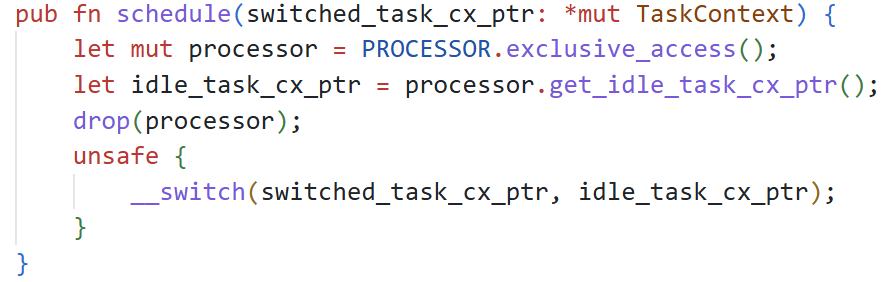 pub fn schedule(switched_task_cx_ptr: *mut TaskContext) {
    let mut processor = PROCESSOR.exclusive_access();
    let idle_task_cx_ptr = processor.get_idle_task_cx_ptr();
    drop(processor);
    unsafe {
        __switch(switched_task_cx_ptr, idle_task_cx_ptr);
    }
}